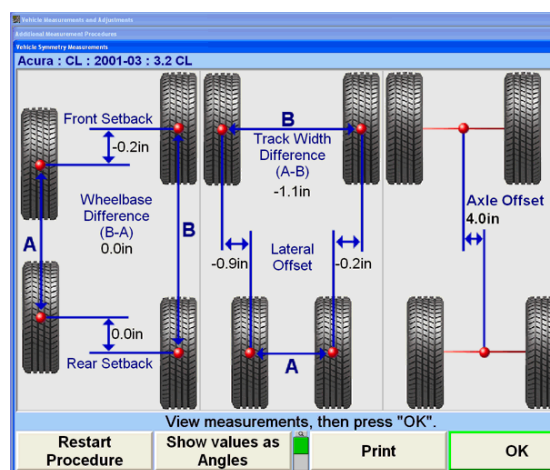 Vehicle Measurements and Adjustments
Additional Measurement Procedures
Vehicle Symmetry Measurements
Acura : CL : 2001-03 : 3.2 CL
Front Setback
-0.2in
A
Wheelbase
Difference
(B-A)
0.0in
B
0.0in
Rear Setback
B
Track Width
Difference
(A-B)
-1.1in
Lateral
Offset
-0.9in
-0.2in
A
Axle Offset
4.0in
View measurements, then press "OK".
Restart
Procedure
Show values as
Angles
Print
OK